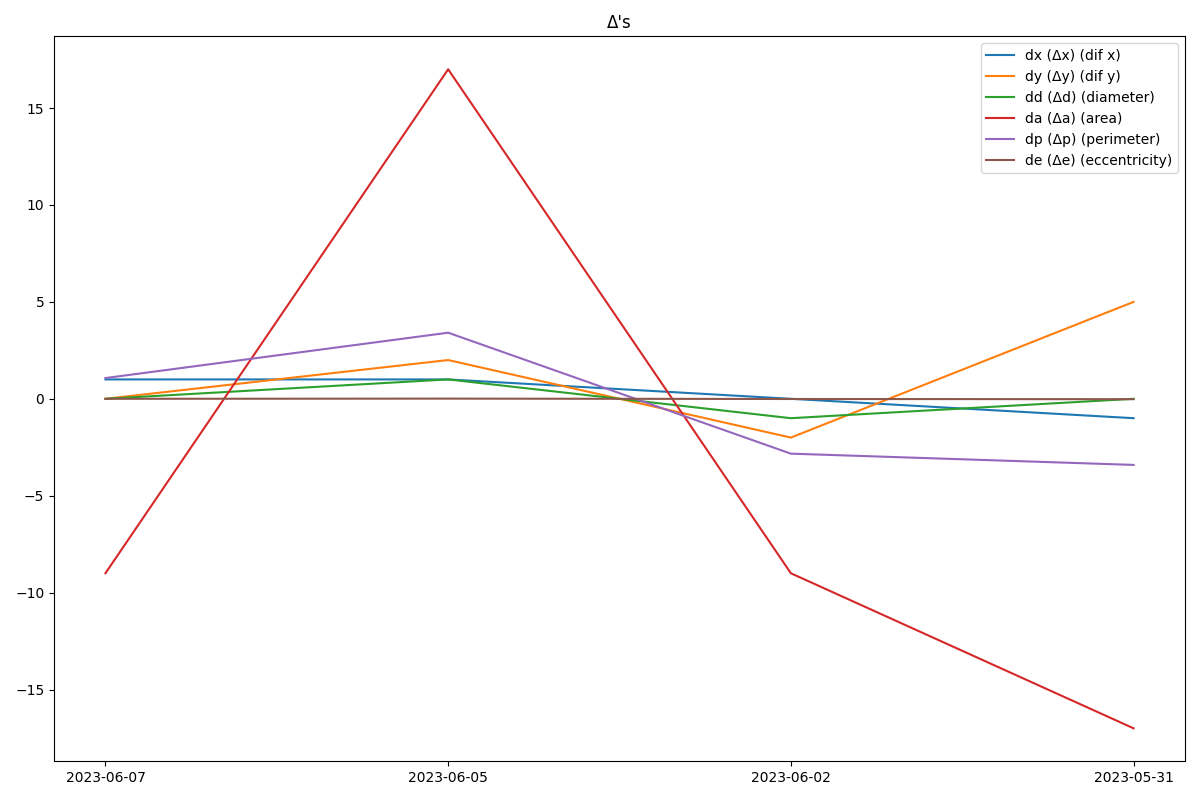 Δ's
dx (Δx) (dif x)
dy (Δy) (dif y)
dd (Δd) (diameter)
da (Δa) (area)
dp (Δp) (perimeter)
de (Δe) (eccentricity)
15
10
5
0
−5
−10
−15
2023-06-07
2023-06-05
2023-06-02
2023-05-31